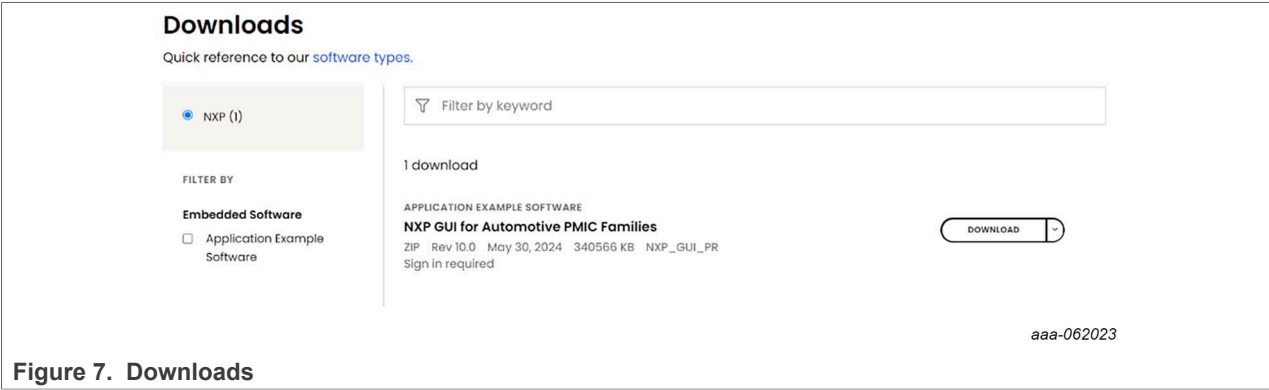 Downloads
Quick reference to our software types.
NXP (1)
FILTER BY
Embedded Software
Application Example
Software
Filter by keyword
1 download
APPLICATION EXAMPLE SOFTWARE
NXP GUI for Automotive PMIC Families
ZIP Rev 10.0 May 30, 2024 340566 KB NXP_GUI_PR
Sign in required
DOWNLOAD
aaa-062023
Figure 7. Downloads